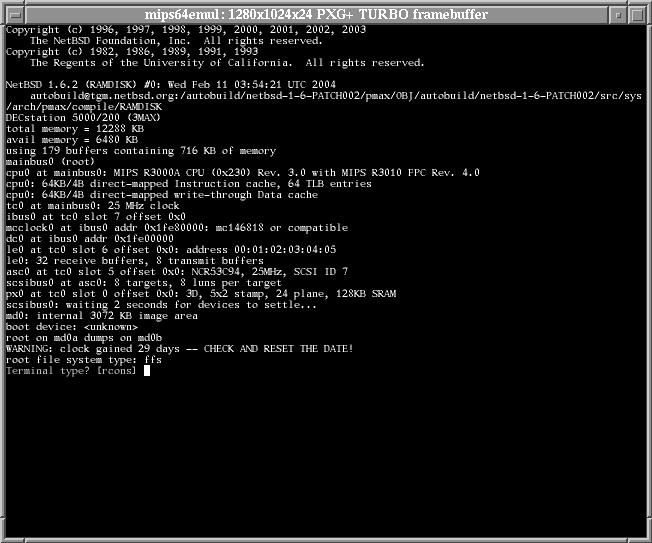 mips64emul: 1280x1024x24 PXG+ TURBO framebuffer
Copyright (c) 1996, 1997, 1998, 1999, 2000, 2001, 2002, 2003
The NetBSD Foundation, Inc.  All rights reserved.
Copyright (c) 1982, 1986, 1989, 1991, 1993
The Regents of the University of California.  All rights reserved.
NetBSD 1.6.2 (RAMDISK) #0: Wed Feb 11 03:54:21 UTC 2004
autobuild@tgm.netbsd.org:/autobuild/netbsd-1-6-PATCH002/pmax/OBJ/autobuild/netbsd-1-6-PATCH002/src/sys
/arch/pmax/compile/RAMDISK
DECstation 5000/200 (3MAX)
total memory = 12288 KB
avail memory = 6480 KB
using 179 buffers containing 716 KB of memory
mainbus0 (root)
cpu0 at mainbus0: MIPS R3000A CPU (0x230) Rev. 3.0 with MIPS R3010 FPC Rev. 4.0
cpu0: 64KB/4B direct-mapped Instruction cache, 64 TLB entries
cpu0: 64KB/4B direct-mapped write-through Data cache
tc0 at mainbus0: 25 MHz clock
ibus0 at tc0 slot 7 offset 0x0
mcclock0 at ibus0 addr 0x1fe80000: mc146818 or compatible
dc0 at ibus0 addr 0x1fe00000
le0 at tc0 slot 6 offset 0x0: address 00:01:02:03:04:05
le0: 32 receive buffers, 8 transmit buffers
asc0 at tc0 slot 5 offset 0x0: NCR53C94, 25MHz, SCSI ID 7
scsibus0 at asc0: 8 targets, 8 luns per target
px0 at tc0 slot 0 offset 0x0: 3D, 5x2 stamp, 24 plane, 128KB SRAM
scsibus0: waiting 2 seconds for devices to settle...
md0: internal 3072 KB image area
boot device: <unknown>
root on md0a dumps on md0b
WARNING: clock gained 29 days -- CHECK AND RESET THE DATE!
root file system type: ffs
Terminal type? [rcons]